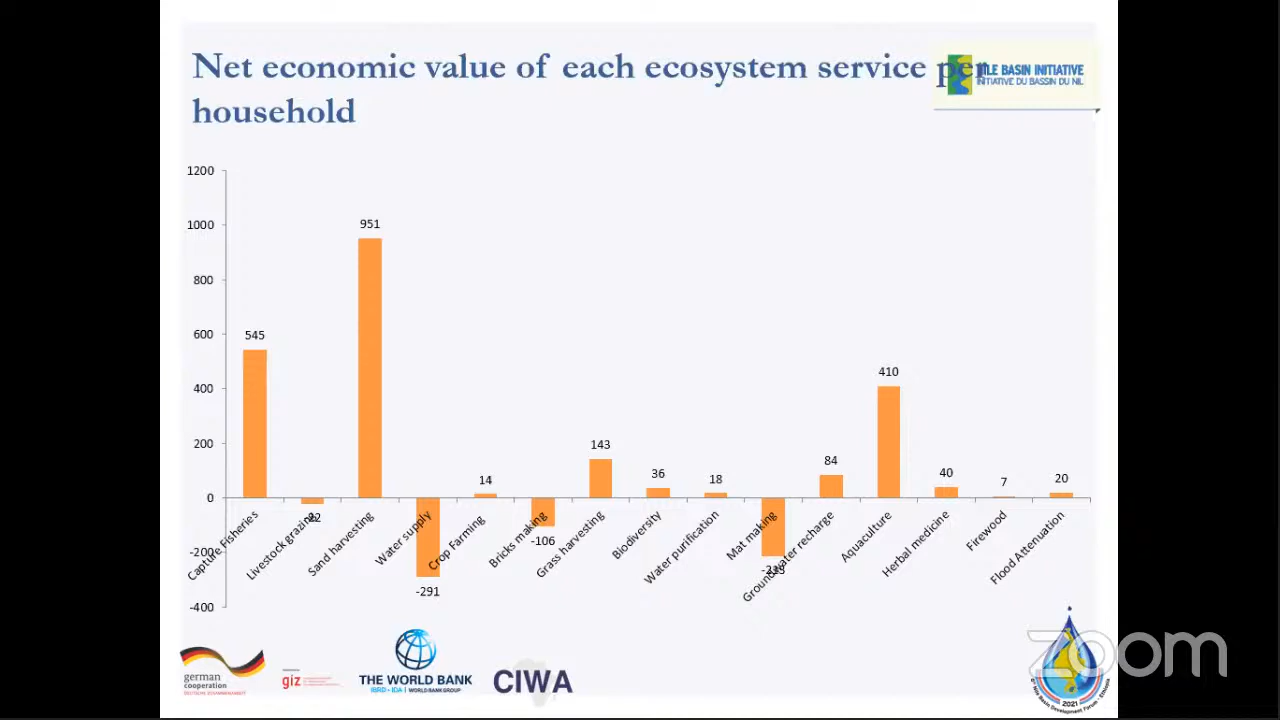 Net economic value of each ecosystem service per
household
NILE BASIN INITIATIVE
INITIATIVE DU BASSIN DU NIL
1200
1000
800
600
400
200
0
-200
-400
545
951
-291
14
-106
143
36
18
84
410
40
7
20
Capture Fisheries
Livestock grazing
Sand harvesting
Water supply
Crop Farming
Bricks making
Grass harvesting
Biodiversity
Water purification
Mat making
Groundwater recharge
Aquaculture
Herbal medicine
Firewood
Flood Attenuation
german
cooperation
DEUTSCHE ZUSAMMENARBEIT
giz
THE WORLD BANK
IBRD • IDA | WORLD BANK GROUP
CIWA
zoom
2021